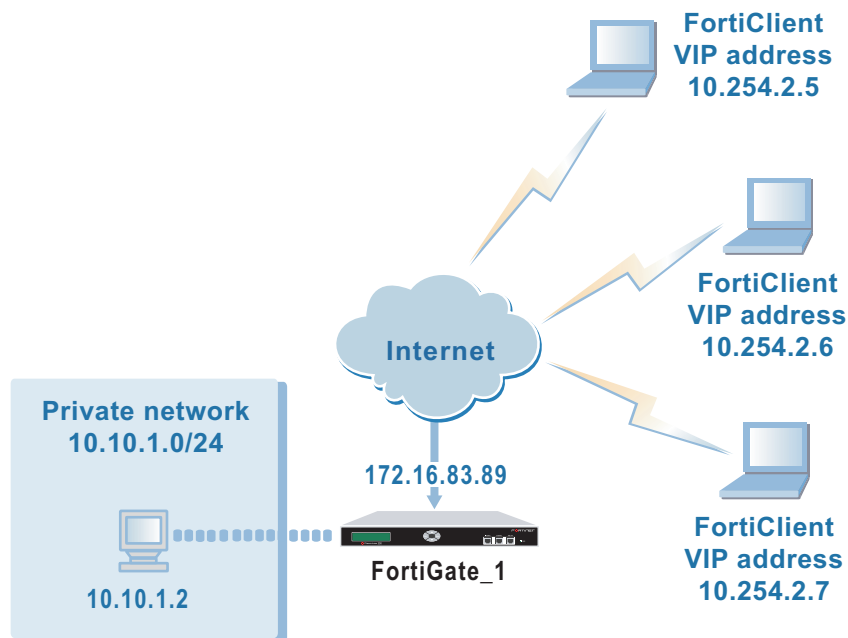 FortiClient
VIP address
10.254.2.5
FortiClient
VIP address
10.254.2.6
Internet
Private network
10.10.1.0/24
172.16.83.89
FortiClient
VIP address
10.254.2.7
10.10.1.2
FortiGate_1